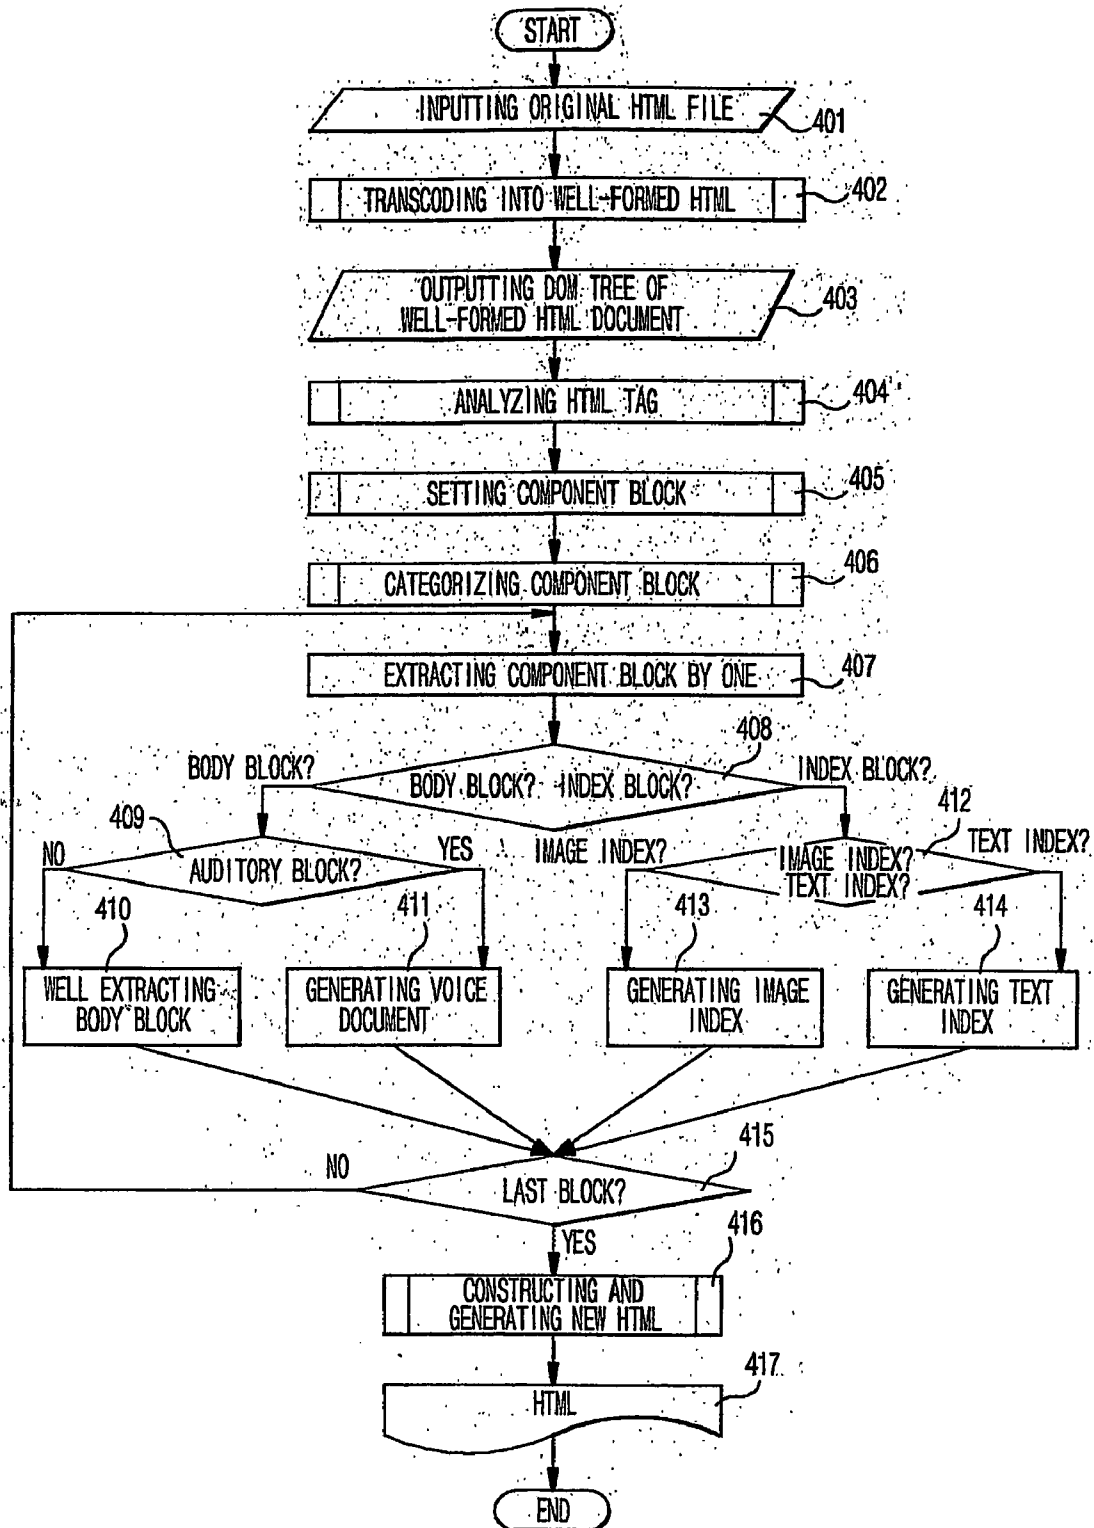 START
INPUTTING ORIGINAL HTML FILE
401
TRANSCODING INTO WELL-FORMED HTML
402
OUTPUTTING DOM TREE OF
WELL-FORMED HTML DOCUMENT
403
ANALYZING HTML TAG
404
SETTING COMPONENT BLOCK
405
CATEGORIZING COMPONENT BLOCK
406
EXTRACTING COMPONENT BLOCK BY ONE
407
408
BODY BLOCK?
BODY BLOCK? INDEX BLOCK?
INDEX BLOCK?
409
412
NO
AUDITORY BLOCK?
YES
IMAGE INDEX?
IMAGE INDEX?
TEXT INDEX?
TEXT INDEX?
410
411
413
414
WELL EXTRACTING
BODY BLOCK
GENERATING VOICE
DOCUMENT
GENERATING IMAGE
INDEX
GENERATING TEXT
INDEX
415
NO
LAST BLOCK?
YES
416
CONSTRUCTING AND
GENERATING NEW HTML
417
HTML
END